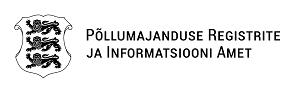 Põllumajanduse Registrite
ja Informatsiooni Amet